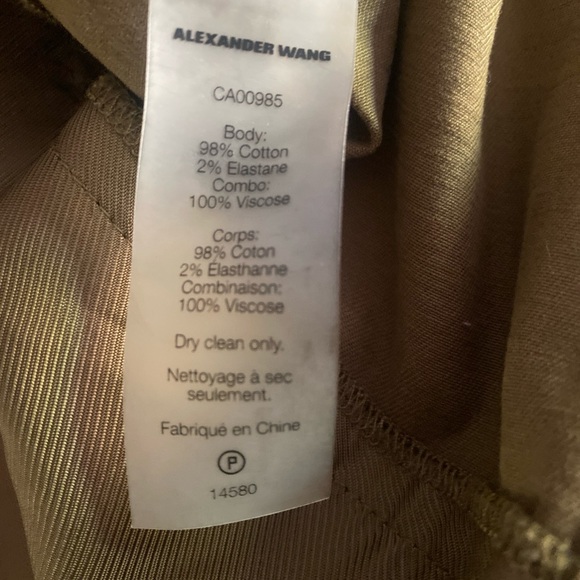 ALEXANDER WANG
CA00985
Body:
98% Cotton
2% Elastane
Combo:
100% Viscose
Corps:
98% Coton
2% Elasthanne
Combinaison:
100% Viscose
Dry clean only.
Nettoyage à sec
seulement.
Fabriqué en Chine
P
14580